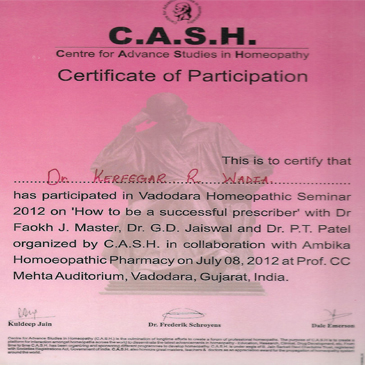 C.A.S.H.
Centre for Advance Studies in Homeopathy
Certificate of Participation
This is to certify that
Dr. Kereegar R. Wadia
has participated in Vadodara Homeopathic Seminar
2012 on 'How to be a successful prescriber' with Dr
Faokh J. Master, Dr. G.D. Jaiswal and Dr. P.T. Patel
organized by C.A.S.H. in collaboration with Ambika
Homoeopathic Pharmacy on July 08, 2012 at Prof. CC
Mehta Auditorium, Vadodara, Gujarat, India.
Kuldeep Jain Dr. Frederik Schroyens Dale Emerson